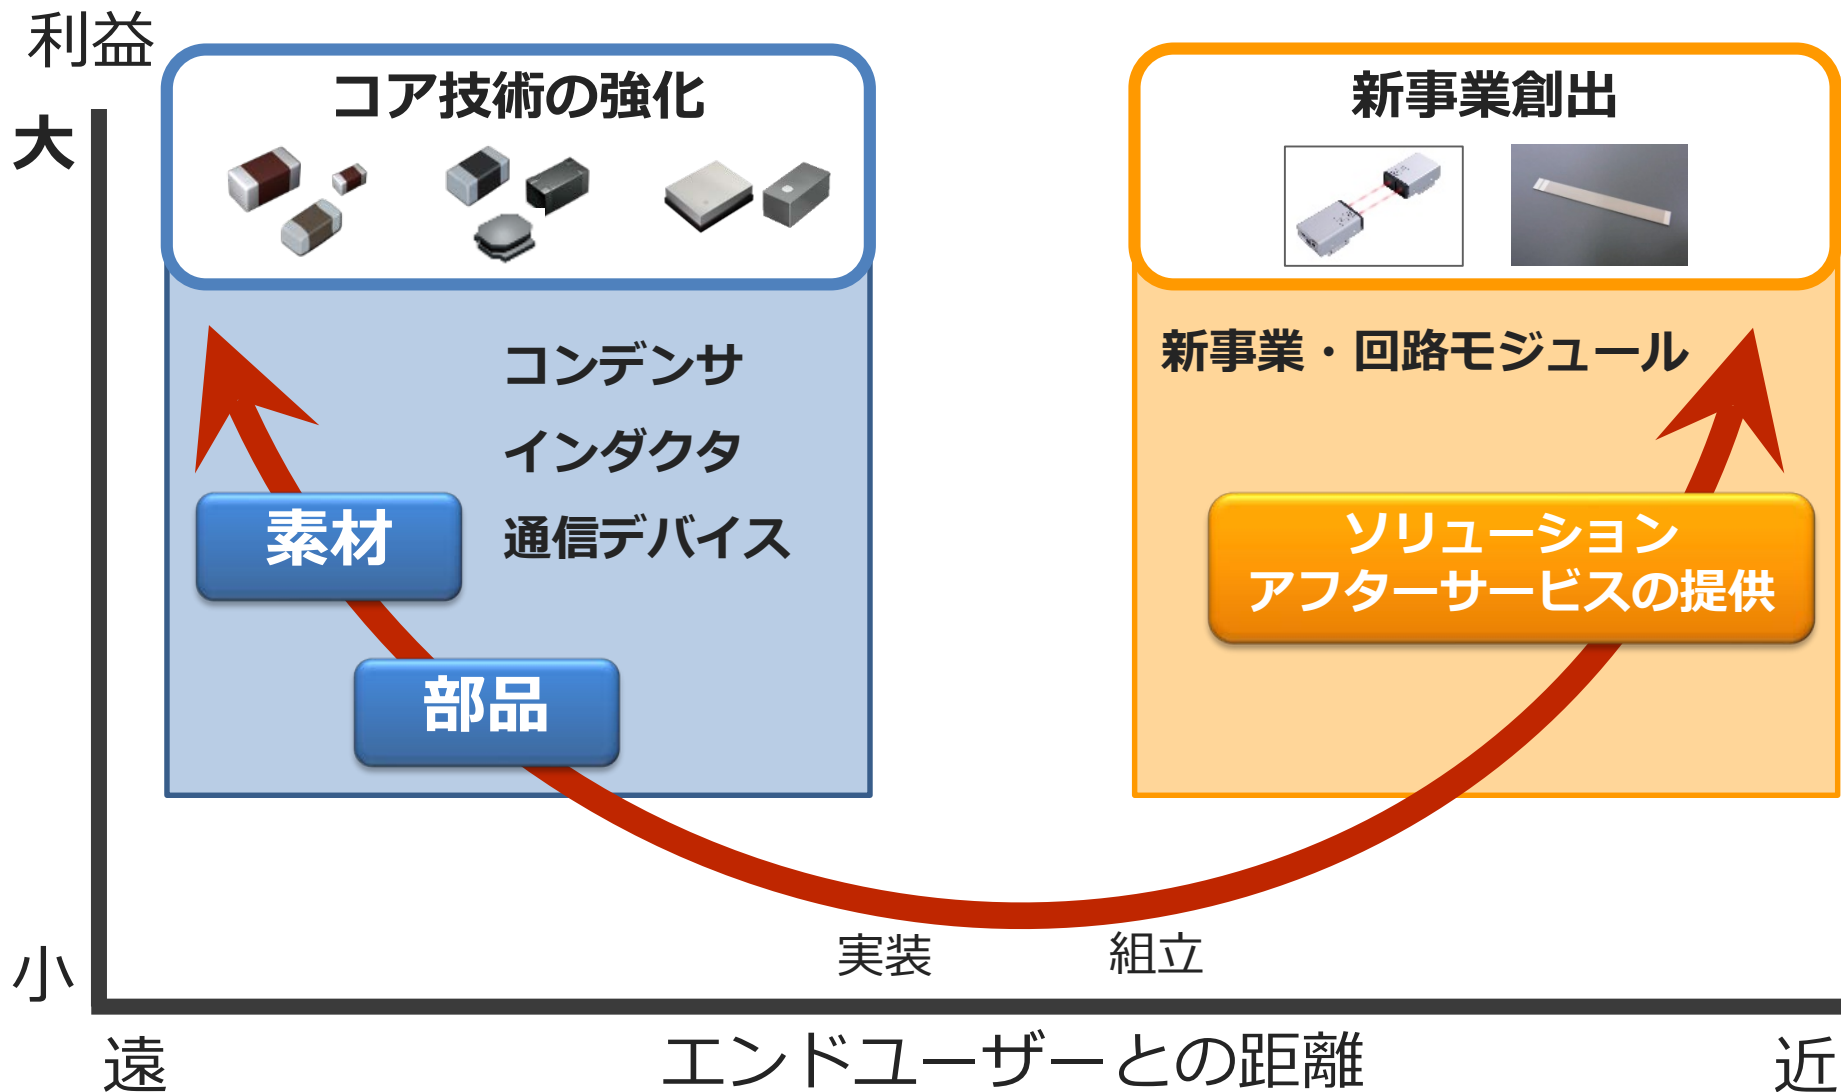 利益
大
コア技術の強化
新事業創出
コンデンサ
インダクタ
通信デバイス
新事業・回路モジュール
素材
部品
ソリューション
アフターサービスの提供
実装
組立
小
遠
エンドユーザーとの距離
近